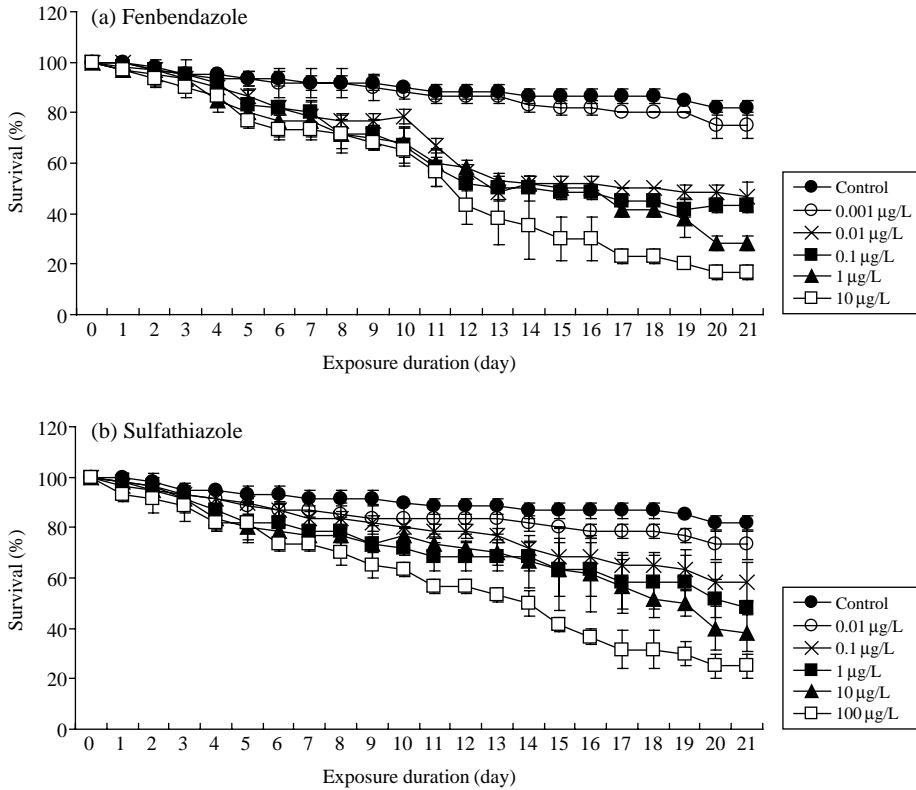 (a) Fenbendazole
120
100
80
60
40
20
0
Survival (%)
0 1 2 3 4 5 6 7 8 9 10 11 12 13 14 15 16 17 18 19 20 21
Exposure duration (day)
Control
0.001 µg/L
0.01 µg/L
0.1 µg/L
1 µg/L
10 µg/L
(b) Sulfathiazole
120
100
80
60
40
20
0
Survival (%)
0 1 2 3 4 5 6 7 8 9 10 11 12 13 14 15 16 17 18 19 20 21
Exposure duration (day)
Control
0.01 µg/L
0.1 µg/L
1 µg/L
10 µg/L
100 µg/L